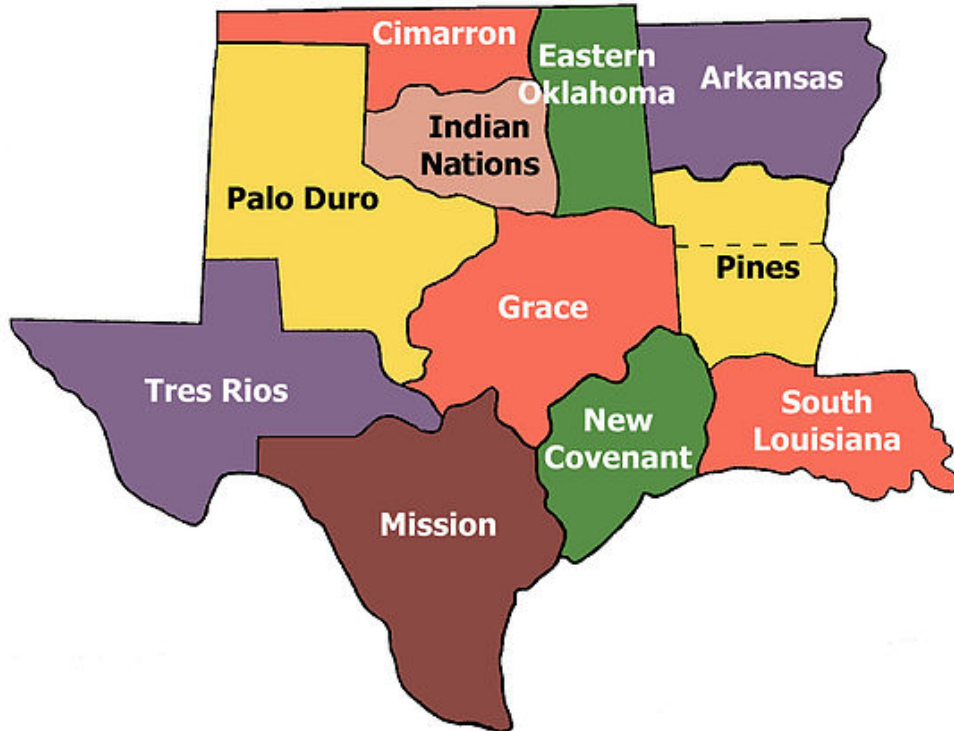 Cimarron
Eastern
Oklahoma
Arkansas
Indian
Nations
Palo Duro
Pines
Grace
Tres Rios
South
Louisiana
New
Covenant
Mission